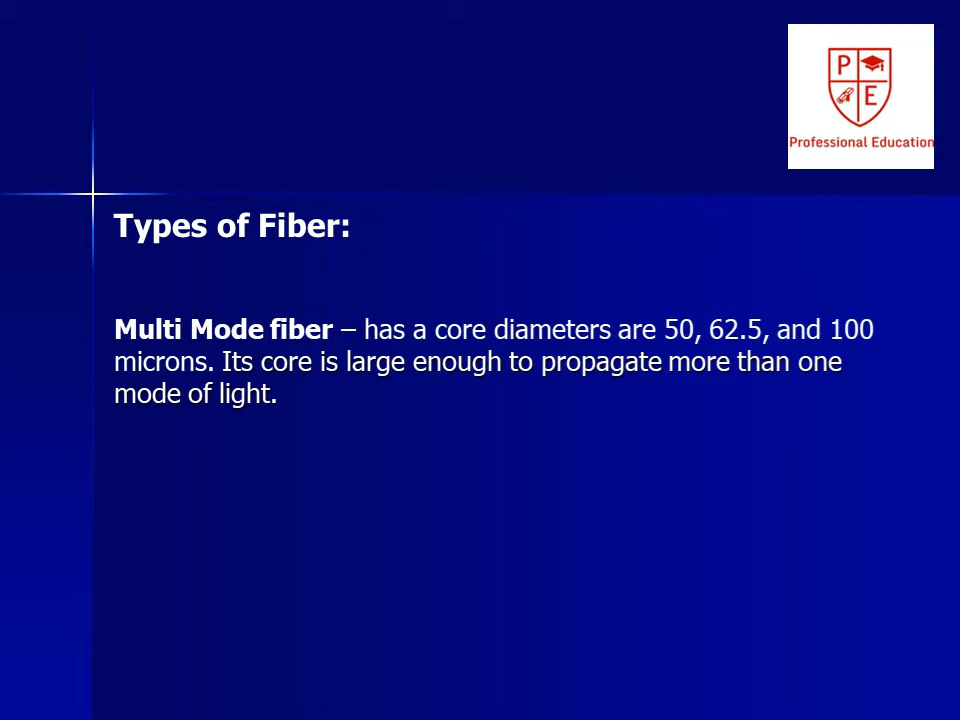 P
E
Professional Education
Types of Fiber:
Multi Mode fiber – has a core diameters are 50, 62.5, and 100
microns. Its core is large enough to propagate more than one
mode of light.